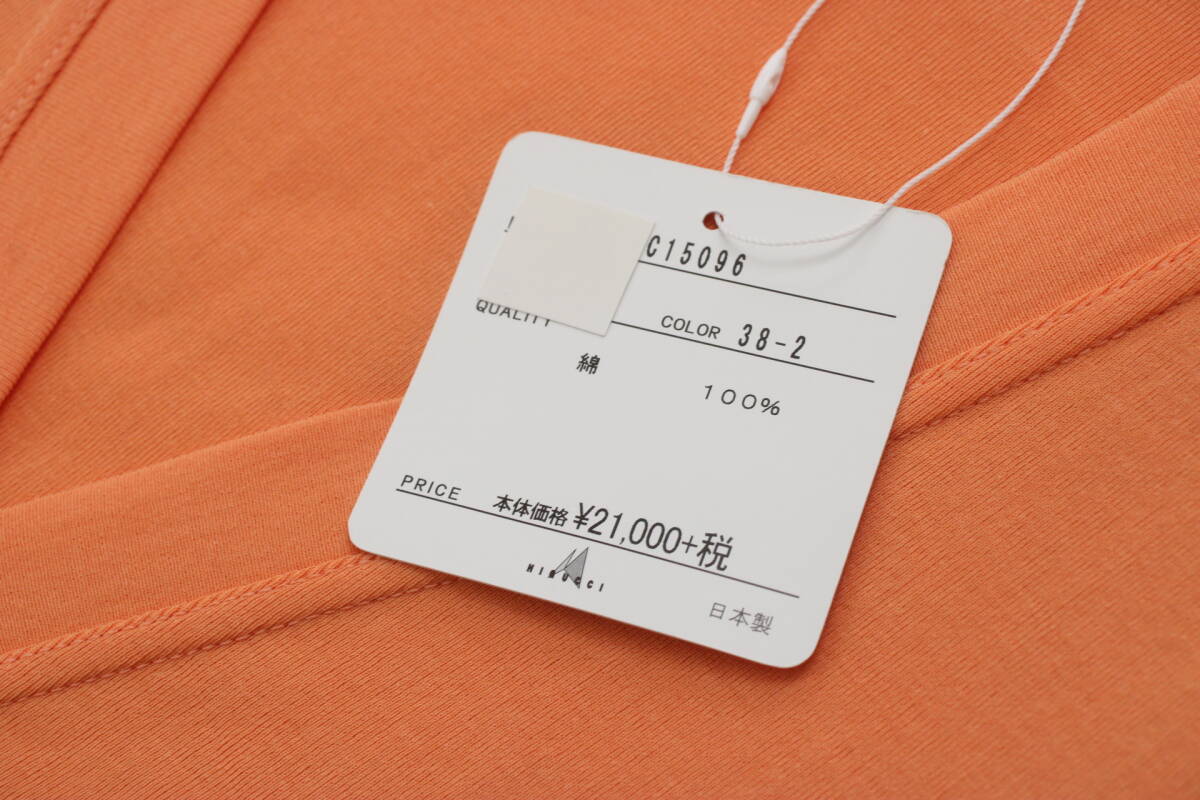 C15096
QUALITY COLOR 38-2
綿 100%
PRICE 本体価格 ¥21,000+税
HIRUCCI
日本製